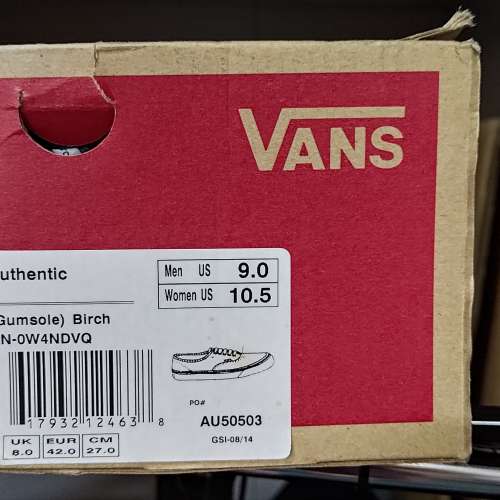 VANS
uthentic
Men US 9.0
Women US 10.5
Gumsole) Birch
N-0W4NDVQ
17932 12463 8
PO#
AU50503
GSI-08/14
UK EUR CM
8.0 42.0 27.0